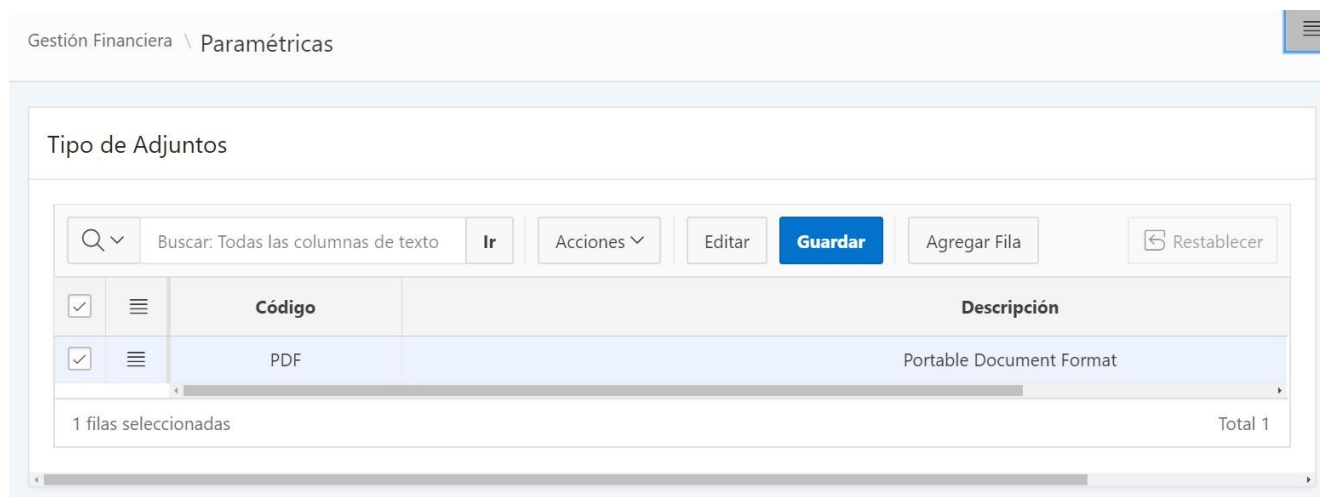 Gestión Financiera \ Paramétricas
Tipo de Adjuntos
Buscar: Todas las columnas de texto Ir Acciones Editar Guardar Agregar Fila Restablecer
Código Descripción
PDF Portable Document Format
1 filas seleccionadas Total 1